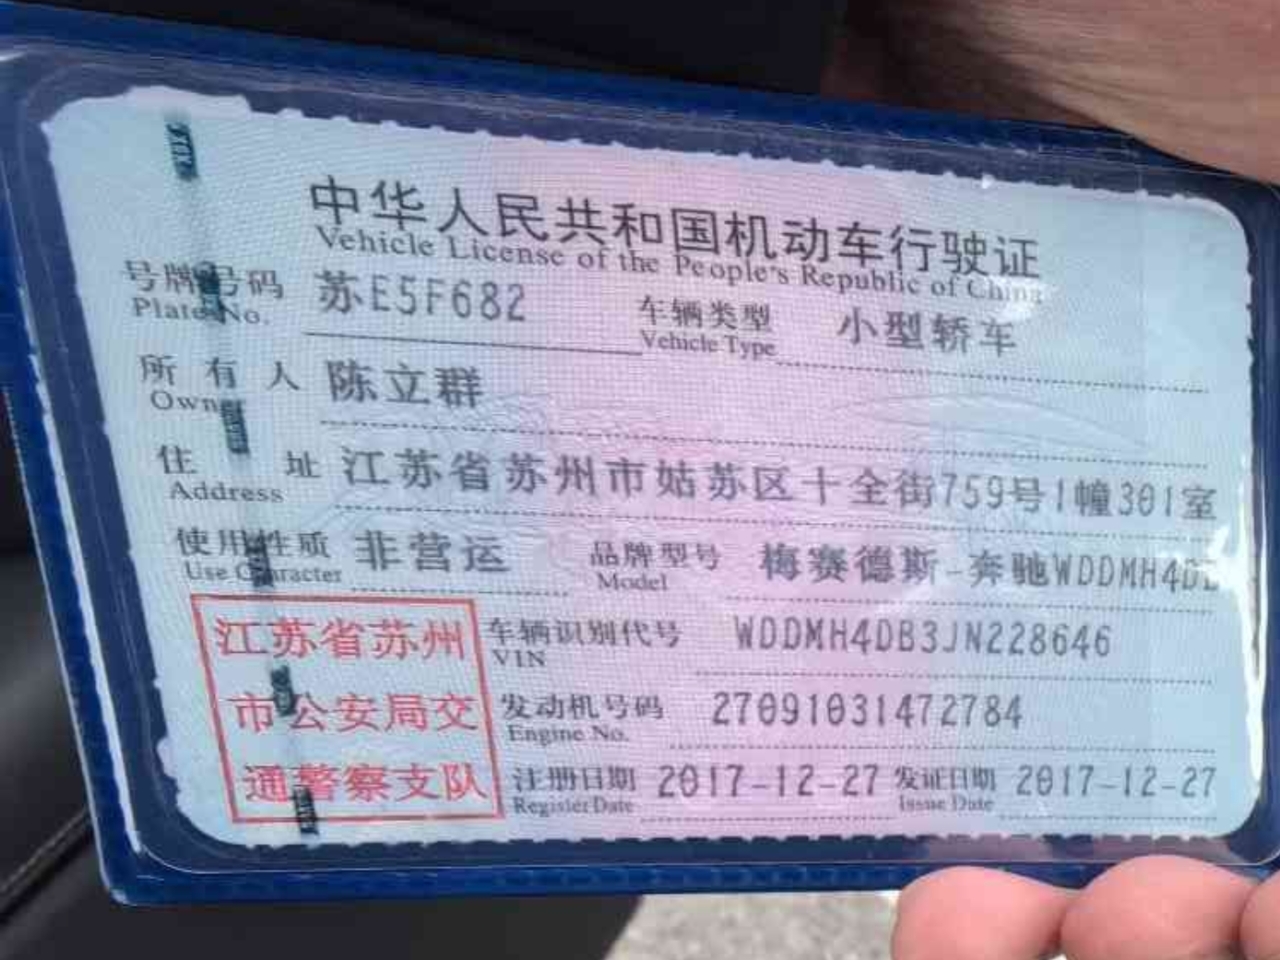 中华人民共和国机动车行驶证
Vehicle License of the People's Republic of China
号牌号码 苏E5F682 车辆类型 小型轿车
Plate No. Vehicle Type
所有人 陈立群
Owner
住址 江苏省苏州市姑苏区十全街759号1幢301室
Address
使用性质 非营运 品牌型号 梅赛德斯-奔驰WDDMH4DB
Use Character Model
江苏省苏州 车辆识别代号 WDDMH4DB3JN228646
VIN
市公安局交 发动机号码 27091031472784
Engine No.
通警察支队 注册日期 2017-12-27 发证日期 2017-12-27
Register Date Issue Date